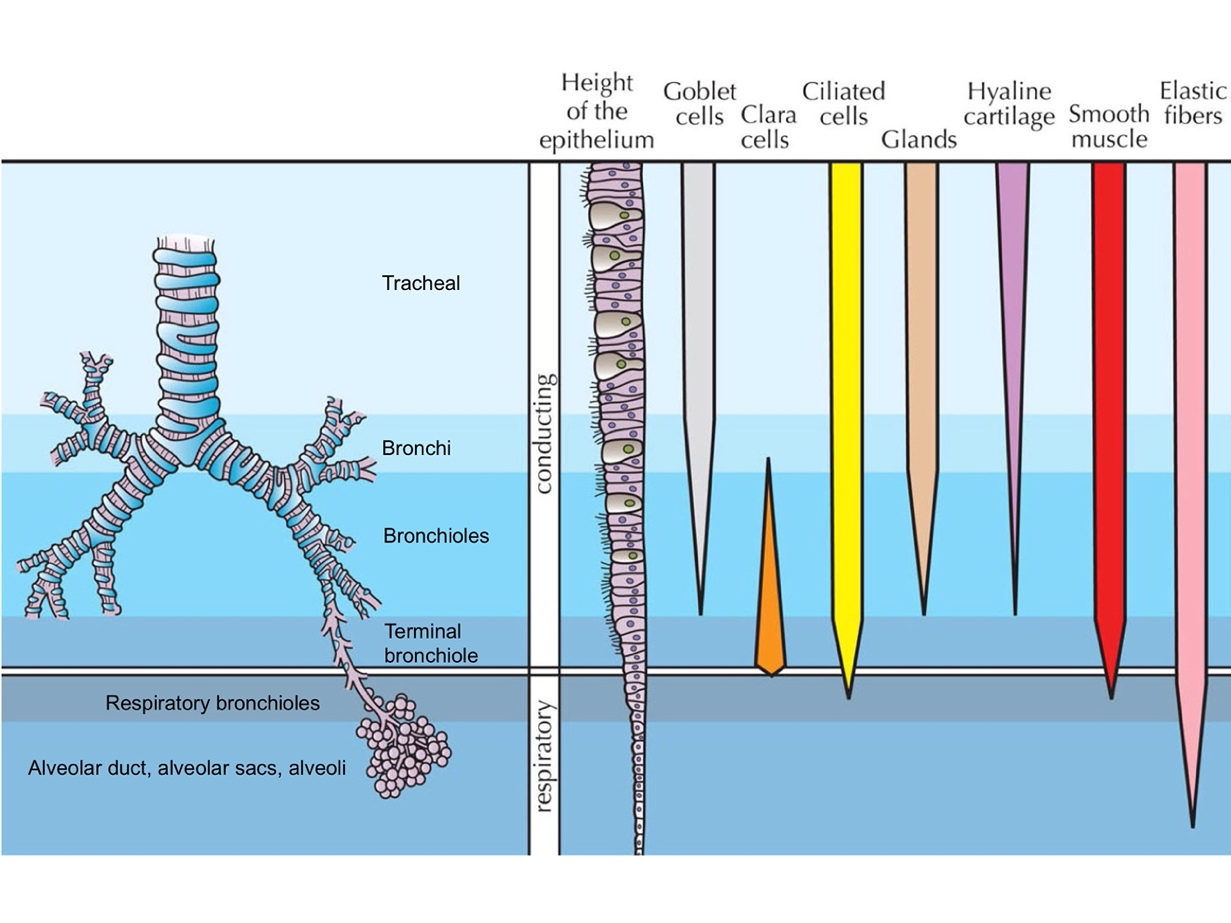 Height
of the
epithelium
Goblet
cells
Clara
cells
Ciliated
cells
Glands
Hyaline
cartilage
Smooth
muscle
Elastic
fibers
Tracheal
Bronchi
Bronchioles
Terminal
bronchiole
Respiratory bronchioles
Alveolar duct, alveolar sacs, alveoli
conducting
respiratory